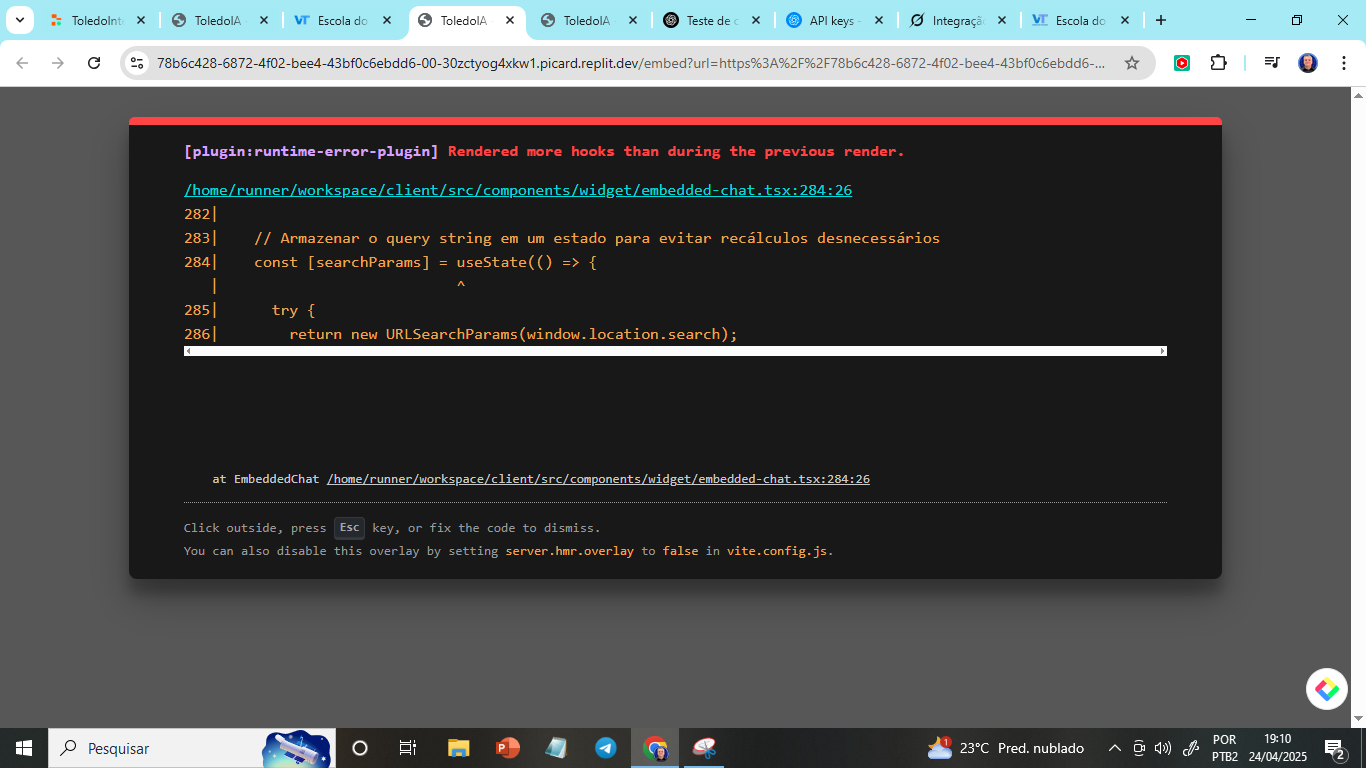 ToledoInt
ToledoIA
Escola do
ToledoIA -
ToledoIA -
Teste de c
API keys -
Integração
Escola do
78b6c428-6872-4f02-bee4-43bf0c6ebdd6-00-30zctyog4xkw1.picard.replit.dev/embed?url=https%3A%2F%2F78b6c428-6872-4f02-bee4-43bf0c6ebdd6-...
[plugin:runtime-error-plugin] Rendered more hooks than during the previous render.
/home/runner/workspace/client/src/components/widget/embedded-chat.tsx:284:26
282|
283|    // Armazenar o query string em um estado para evitar recálculos desnecessários
284|    const [searchParams] = useState(() => {
   |                           ^
285|      try {
286|        return new URLSearchParams(window.location.search);
at EmbeddedChat /home/runner/workspace/client/src/components/widget/embedded-chat.tsx:284:26
Click outside, press Esc key, or fix the code to dismiss.
You can also disable this overlay by setting server.hmr.overlay to false in vite.config.js.
Pesquisar
1
23°C Pred. nublado
POR
PTB2
19:10
24/04/2025
2